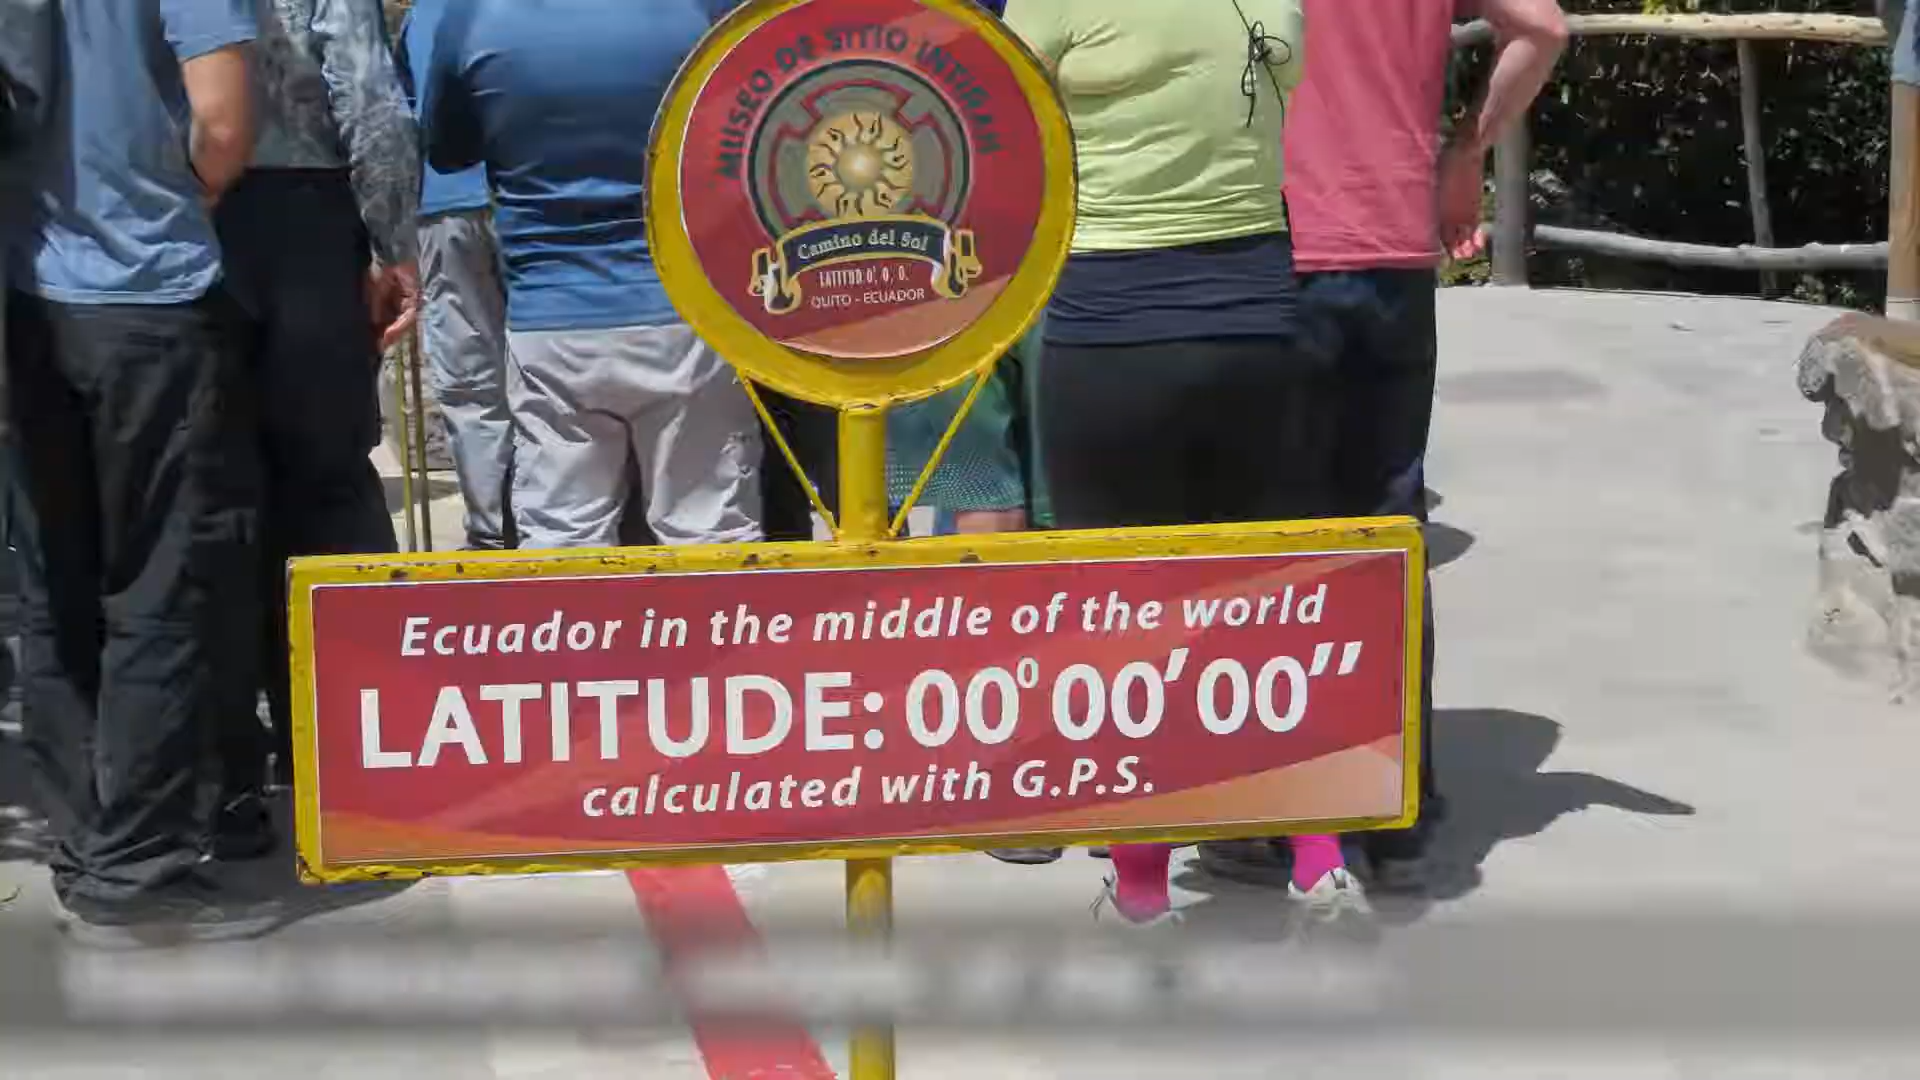 MUSEO DE SITIO INTIÑAN
Camino del Sol
LATITUD 0', 0, 0.
QUITO - ECUADOR
Ecuador in the middle of the world
LATITUDE: 00° 00' 00"
calculated with G.P.S.